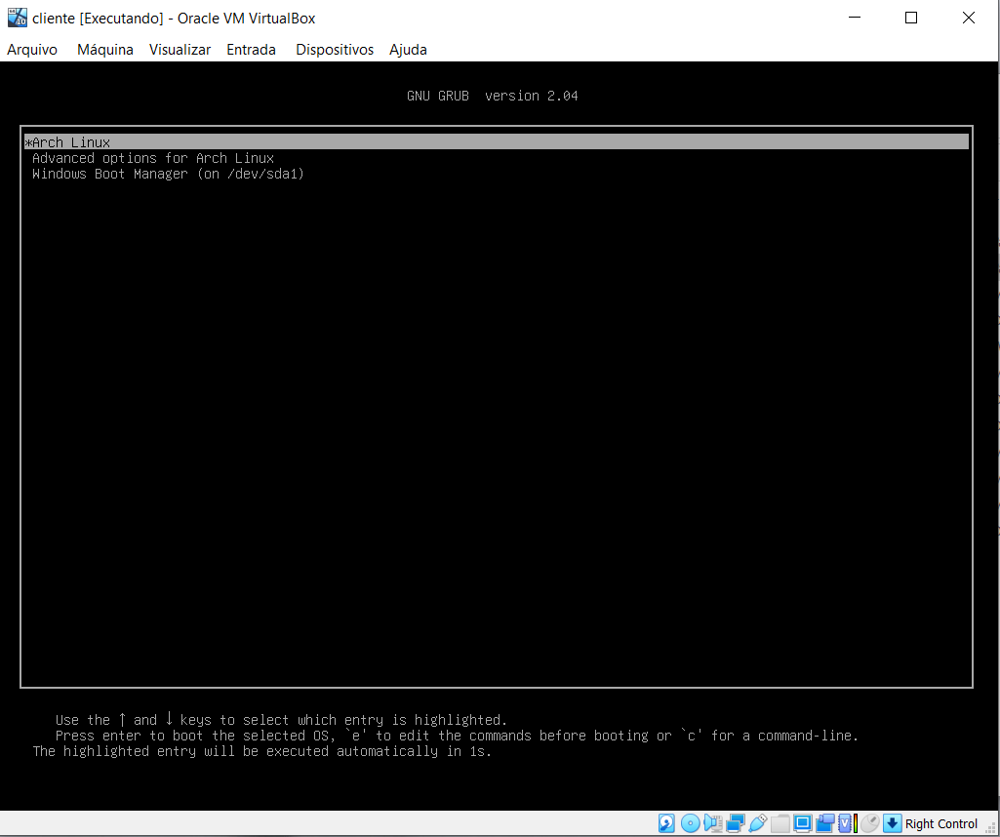 cliente [Executando] - Oracle VM VirtualBox
Arquivo Máquina Visualizar Entrada Dispositivos Ajuda
GNU GRUB version 2.04
*Arch Linux
Advanced options for Arch Linux
Windows Boot Manager (on /dev/sda1)
Use the ↑ and ↓ keys to select which entry is highlighted.
Press enter to boot the selected OS, `e' to edit the commands before booting or `c' for a command-line.
The highlighted entry will be executed automatically in 1s.
Right Control